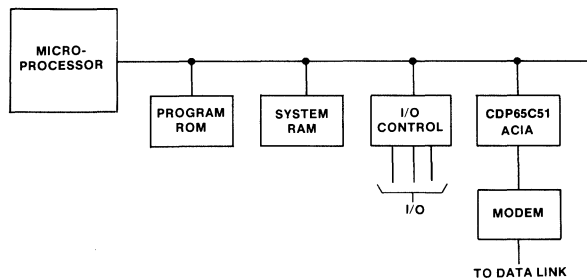 MICRO-
PROCESSOR
PROGRAM
ROM
SYSTEM
RAM
I/O
CONTROL
CDP65C51
ACIA
I/O
MODEM
TO DATA LINK